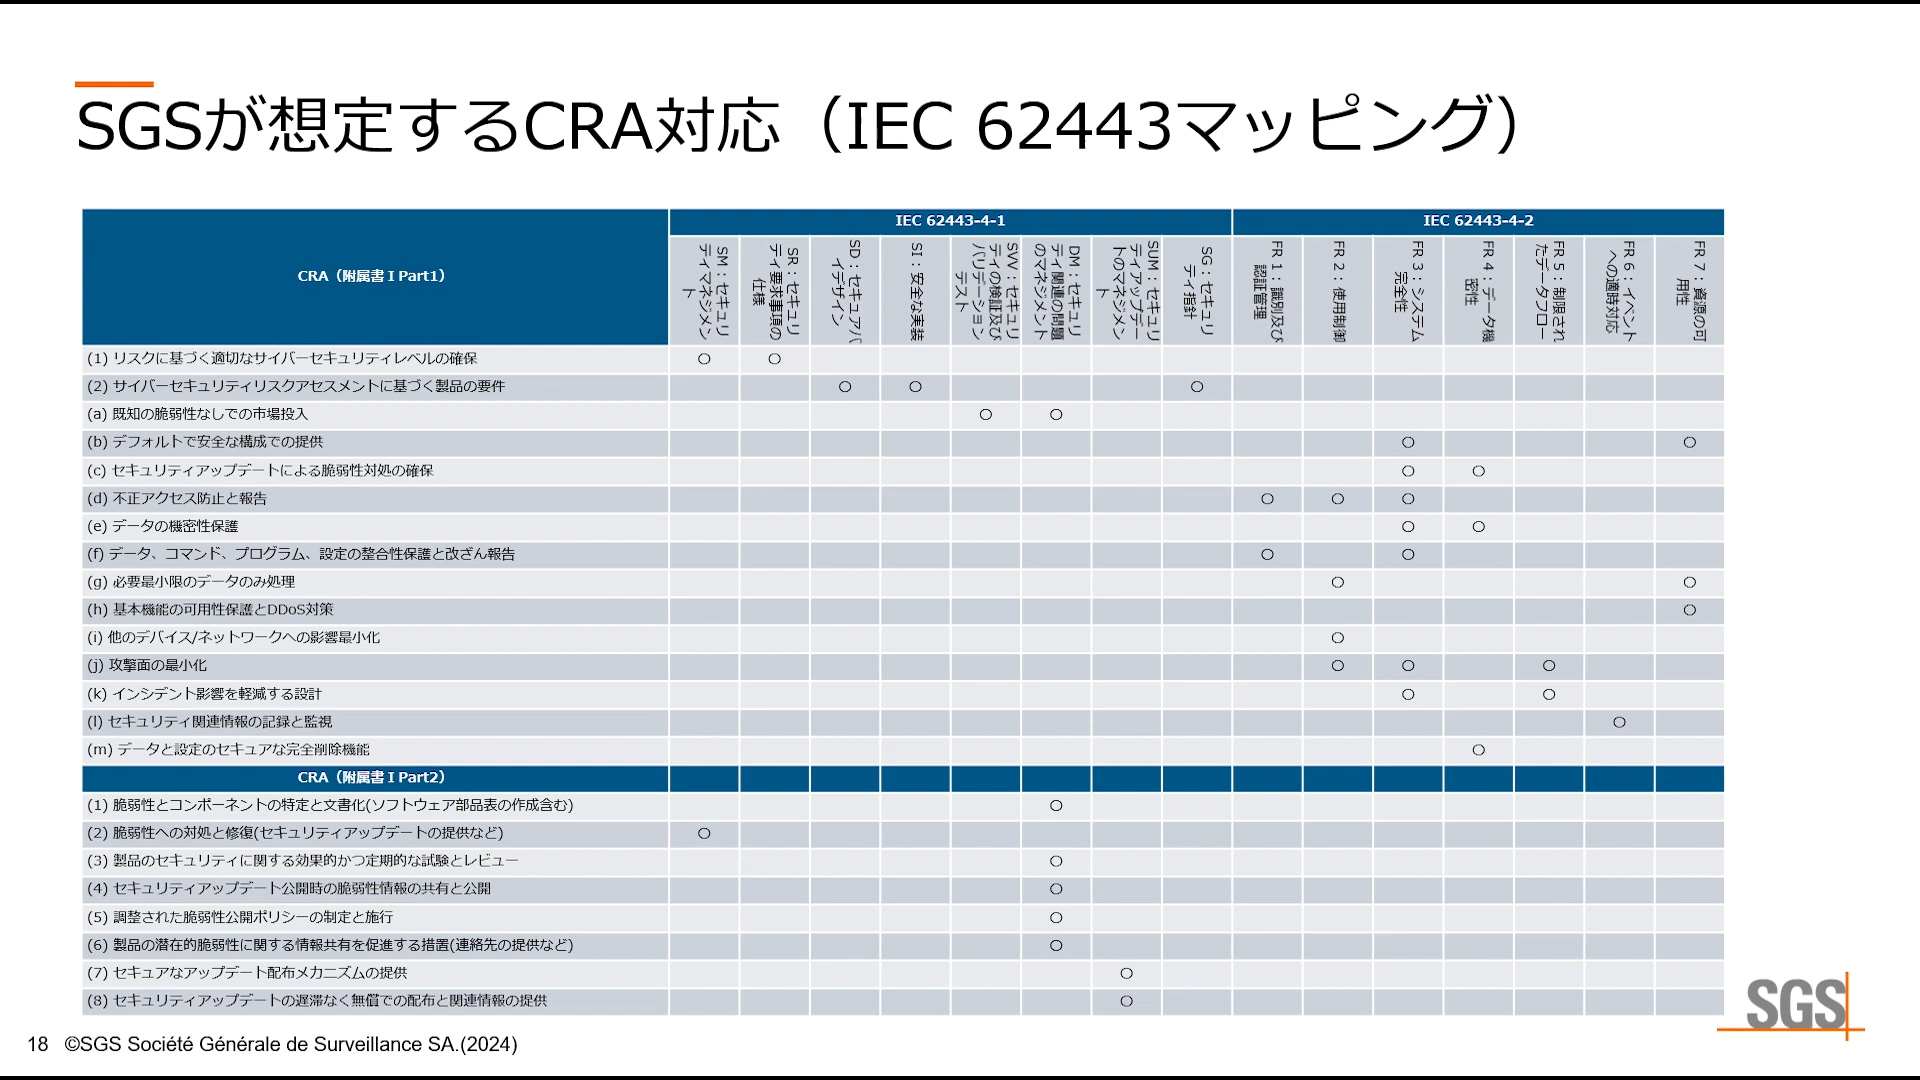 SGSが想定するCRA対応（IEC 62443マッピング）
CRA（附属書 I Part1）
IEC 62443-4-1
IEC 62443-4-2
SM：セキュリ
ティマネジメン
ト
SR：セキュリ
ティ要求事項の
仕様
SD：セキュアバ
イデザイン
SI：安全な実装
SVV：セキュリ
ティの検証及び
バリデーション
テスト
DM：セキュリ
ティ関連の問題
のマネジメント
SUM：セキュリ
ティアップデー
トのマネジメン
ト
SG：セキュリ
ティ指針
FR 1：識別及び
認証管理
FR 2：使用制御
FR 3：システム
完全性
FR 4：データ機
密性
FR 5：制限され
たデータフロー
FR 6：イベント
への適時対応
FR 7：資源の可
用性
(1) リスクに基づく適切なサイバーセキュリティレベルの確保 ○ ○
(2) サイバーセキュリティリスクアセスメントに基づく製品の要件 ○ ○ ○
(a) 既知の脆弱性なしでの市場投入 ○ ○
(b) デフォルトで安全な構成での提供 ○ ○
(c) セキュリティアップデートによる脆弱性対処の確保 ○ ○
(d) 不正アクセス防止と報告 ○ ○ ○
(e) データの機密性保護 ○ ○
(f) データ、コマンド、プログラム、設定の整合性保護と改ざん報告 ○ ○
(g) 必要最小限のデータのみ処理 ○ ○
(h) 基本機能の可用性保護とDDoS対策 ○
(i) 他のデバイス/ネットワークへの影響最小化 ○
(j) 攻撃面の最小化 ○ ○ ○
(k) インシデント影響を軽減する設計 ○ ○
(l) セキュリティ関連情報の記録と監視 ○
(m) データと設定のセキュアな完全削除機能 ○
CRA（附属書 I Part2）
(1) 脆弱性とコンポーネントの特定と文書化(ソフトウェア部品表の作成含む) ○
(2) 脆弱性への対処と修復(セキュリティアップデートの提供など) ○
(3) 製品のセキュリティに関する効果的かつ定期的な試験とレビュー ○
(4) セキュリティアップデート公開時の脆弱性情報の共有と公開 ○
(5) 調整された脆弱性公開ポリシーの制定と施行 ○
(6) 製品の潜在的脆弱性に関する情報共有を促進する措置(連絡先の提供など) ○
(7) セキュアなアップデート配布メカニズムの提供 ○
(8) セキュリティアップデートの遅滞なく無償での配布と関連情報の提供 ○
SGS
18 ©SGS Société Générale de Surveillance SA.(2024)